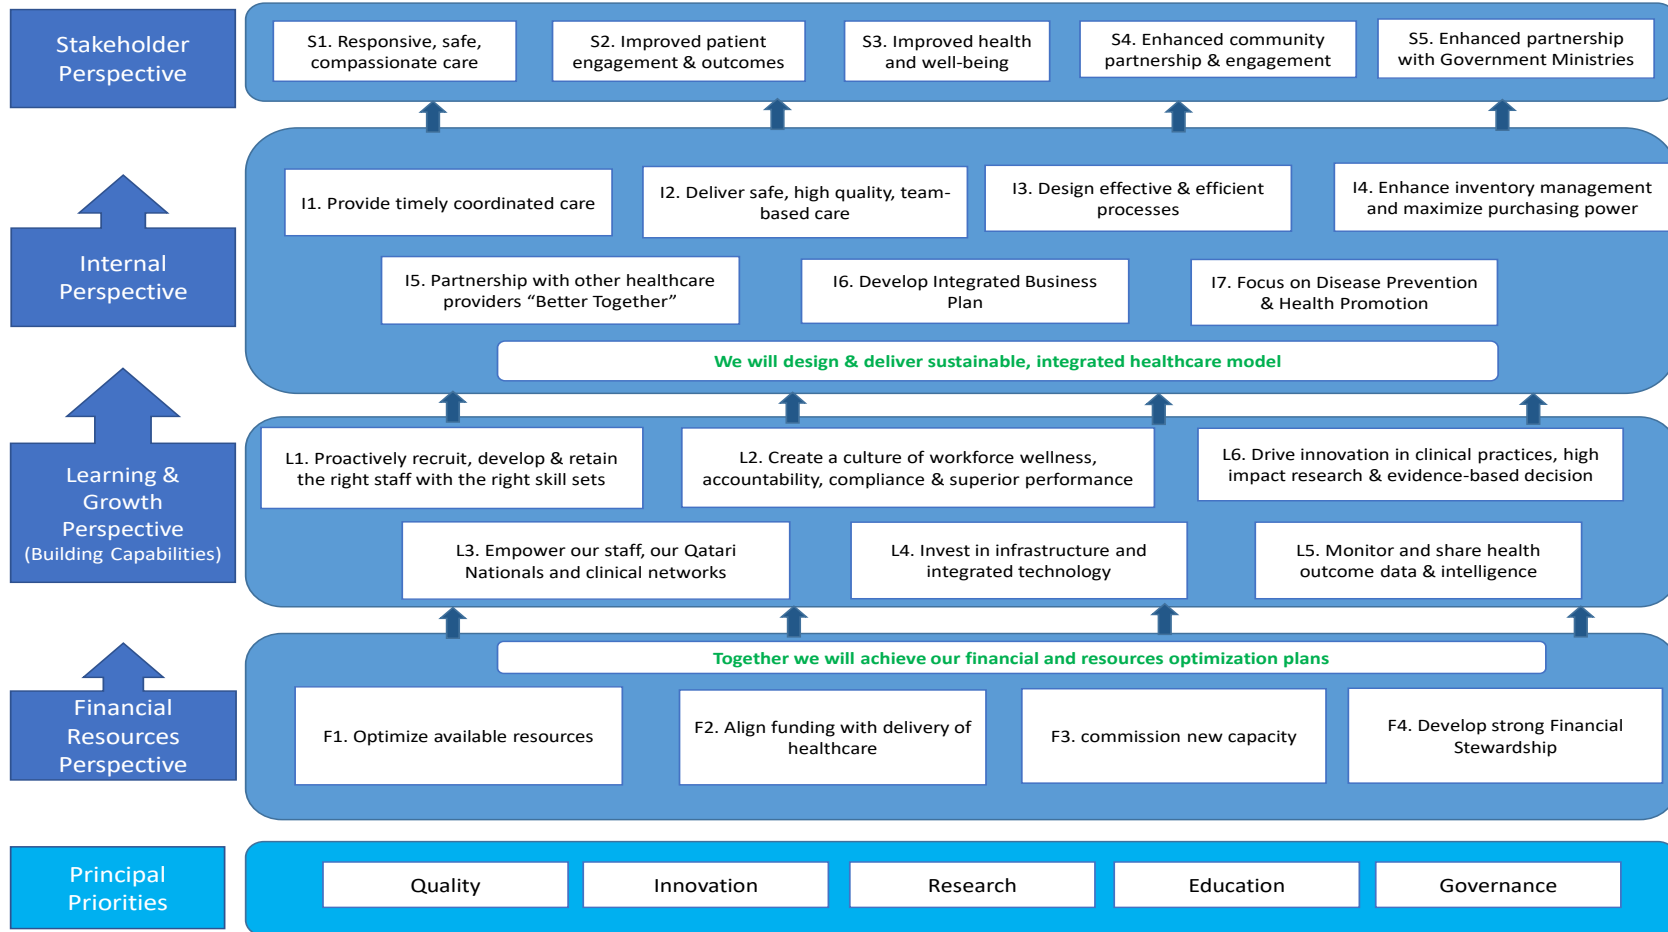 Stakeholder
Perspective
S1. Responsive, safe,
compassionate care
S2. Improved patient
engagement & outcomes
S3. Improved health
and well-being
S4. Enhanced community
partnership & engagement
S5. Enhanced partnership
with Government Ministries
Internal
Perspective
I1. Provide timely coordinated care
I2. Deliver safe, high quality, team-
based care
I3. Design effective & efficient
processes
I4. Enhance inventory management
and maximize purchasing power
I5. Partnership with other healthcare
providers “Better Together”
I6. Develop Integrated Business
Plan
I7. Focus on Disease Prevention
& Health Promotion
We will design & deliver sustainable, integrated healthcare model
Learning &
Growth
Perspective
(Building Capabilities)
L1. Proactively recruit, develop & retain
the right staff with the right skill sets
L2. Create a culture of workforce wellness,
accountability, compliance & superior performance
L6. Drive innovation in clinical practices, high
impact research & evidence-based decision
L3. Empower our staff, our Qatari
Nationals and clinical networks
L4. Invest in infrastructure and
integrated technology
L5. Monitor and share health
outcome data & intelligence
Financial
Resources
Perspective
Together we will achieve our financial and resources optimization plans
F1. Optimize available resources
F2. Align funding with delivery of
healthcare
F3. commission new capacity
F4. Develop strong Financial
Stewardship
Principal
Priorities
Quality
Innovation
Research
Education
Governance